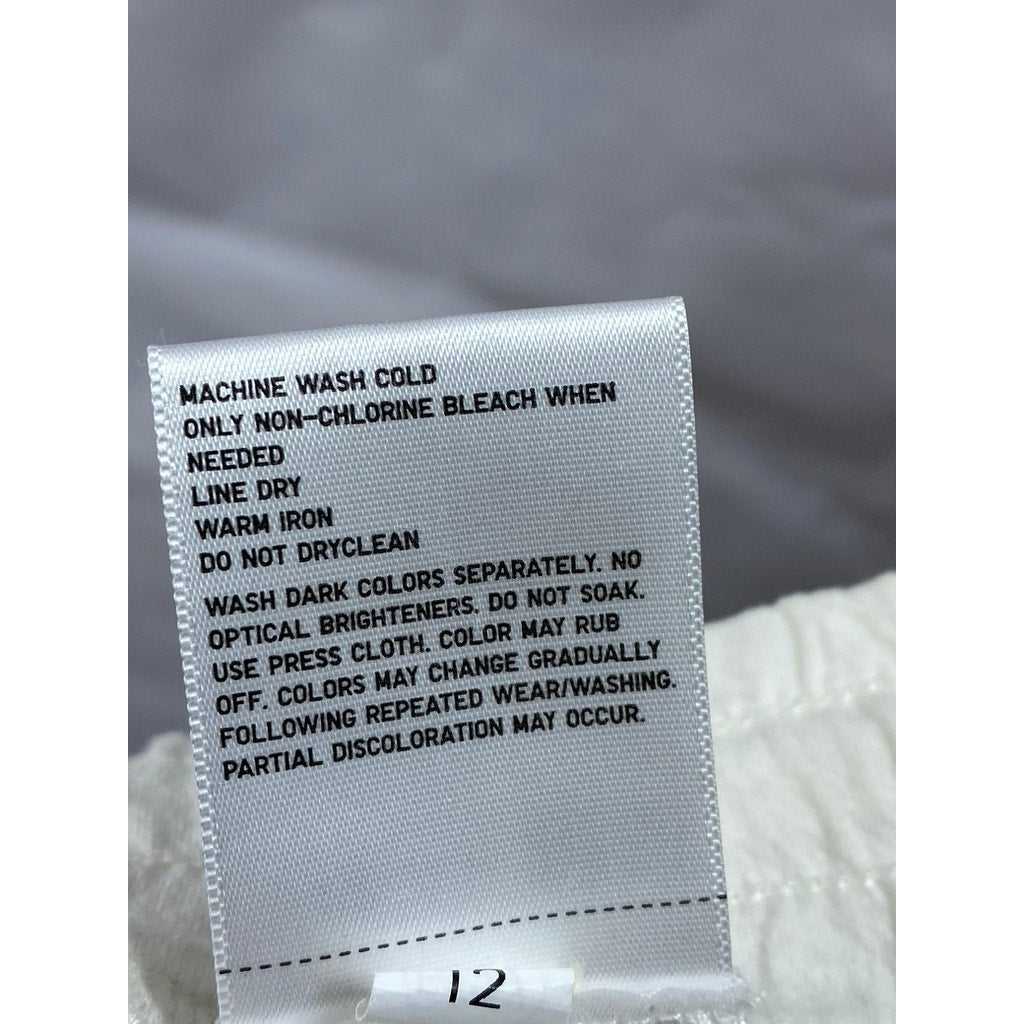 MACHINE WASH COLD
ONLY NON-CHLORINE BLEACH WHEN
NEEDED
LINE DRY
WARM IRON
DO NOT DRYCLEAN
WASH DARK COLORS SEPARATELY. NO
OPTICAL BRIGHTENERS. DO NOT SOAK.
USE PRESS CLOTH. COLOR MAY RUB
OFF. COLORS MAY CHANGE GRADUALLY
FOLLOWING REPEATED WEAR/WASHING.
PARTIAL DISCOLORATION MAY OCCUR.
12